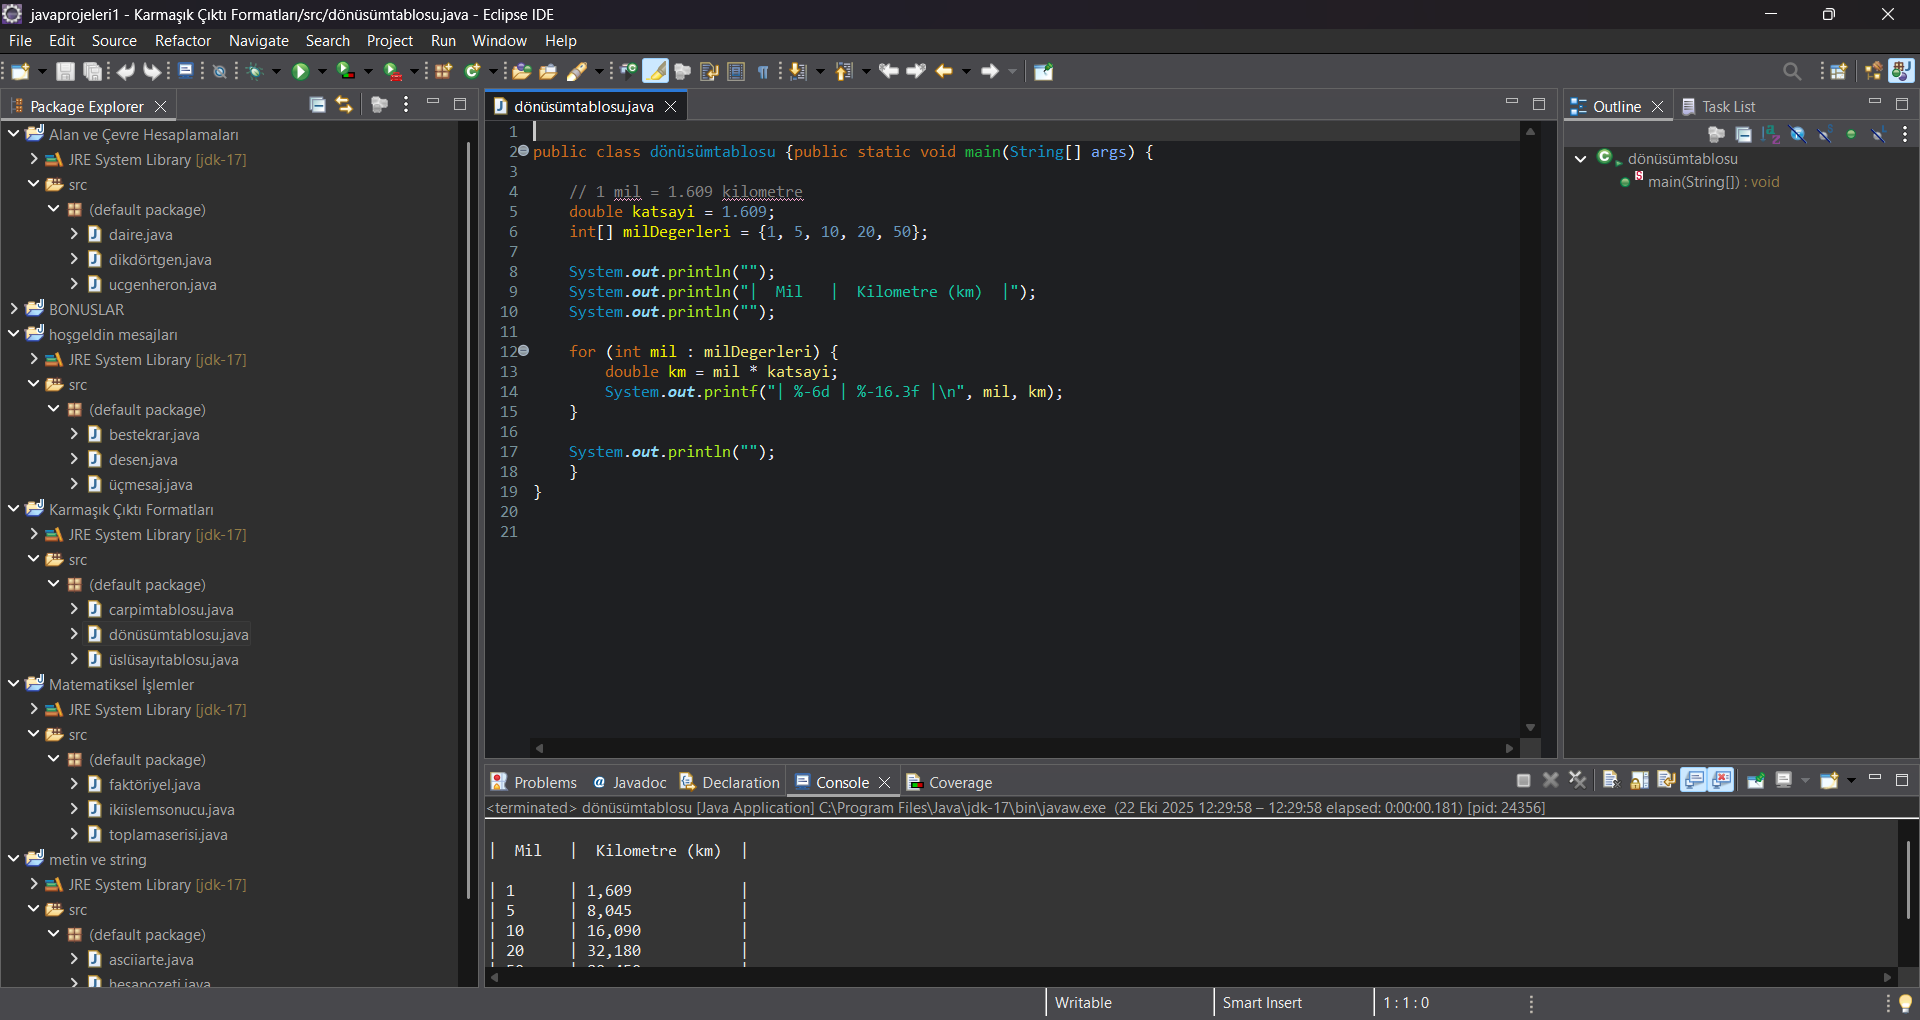 javaprojeleri1 - Karmaşık Çıktı Formatları/src/dönüsümtablosu.java - Eclipse IDE
File Edit Source Refactor Navigate Search Project Run Window Help
Package Explorer
Alan ve Çevre Hesaplamaları
JRE System Library [jdk-17]
src
(default package)
daire.java
dikdörtgen.java
ucgenheron.java
BONUSLAR
hoşgeldin mesajları
JRE System Library [jdk-17]
src
(default package)
bestekrar.java
desen.java
üçmesaj.java
Karmaşık Çıktı Formatları
JRE System Library [jdk-17]
src
(default package)
carpimtablosu.java
dönüsümtablosu.java
üslüsayıtablosu.java
Matematiksel İşlemler
JRE System Library [jdk-17]
src
(default package)
faktöriyel.java
ikiislemsonucu.java
toplamaserisi.java
metin ve string
JRE System Library [jdk-17]
src
(default package)
asciiarte.java
hesapozeti.java
dönüsümtablosu.java
1
2 public class dönüsümtablosu {public static void main(String[] args) {
3
4 // 1 mil = 1.609 kilometre
5 double katsayi = 1.609;
6 int[] milDegerleri = {1, 5, 10, 20, 50};
7
8 System.out.println("");
9 System.out.println("|  Mil   |  Kilometre (km)  |");
10 System.out.println("");
11
12 for (int mil : milDegerleri) {
13 double km = mil * katsayi;
14 System.out.printf("| %-6d | %-16.3f |\n", mil, km);
15 }
16
17 System.out.println("");
18 }
19 }
20
21
Outline Task List
dönüsümtablosu
main(String[]) : void
Problems Javadoc Declaration Console Coverage
<terminated> dönüsümtablosu [Java Application] C:\Program Files\Java\jdk-17\bin\javaw.exe (22 Eki 2025 12:29:58 – 12:29:58 elapsed: 0:00:00.181) [pid: 24356]
|  Mil   |  Kilometre (km)  |
| 1      | 1,609            |
| 5      | 8,045            |
| 10     | 16,090           |
| 20     | 32,180           |
Writable Smart Insert 1 : 1 : 0